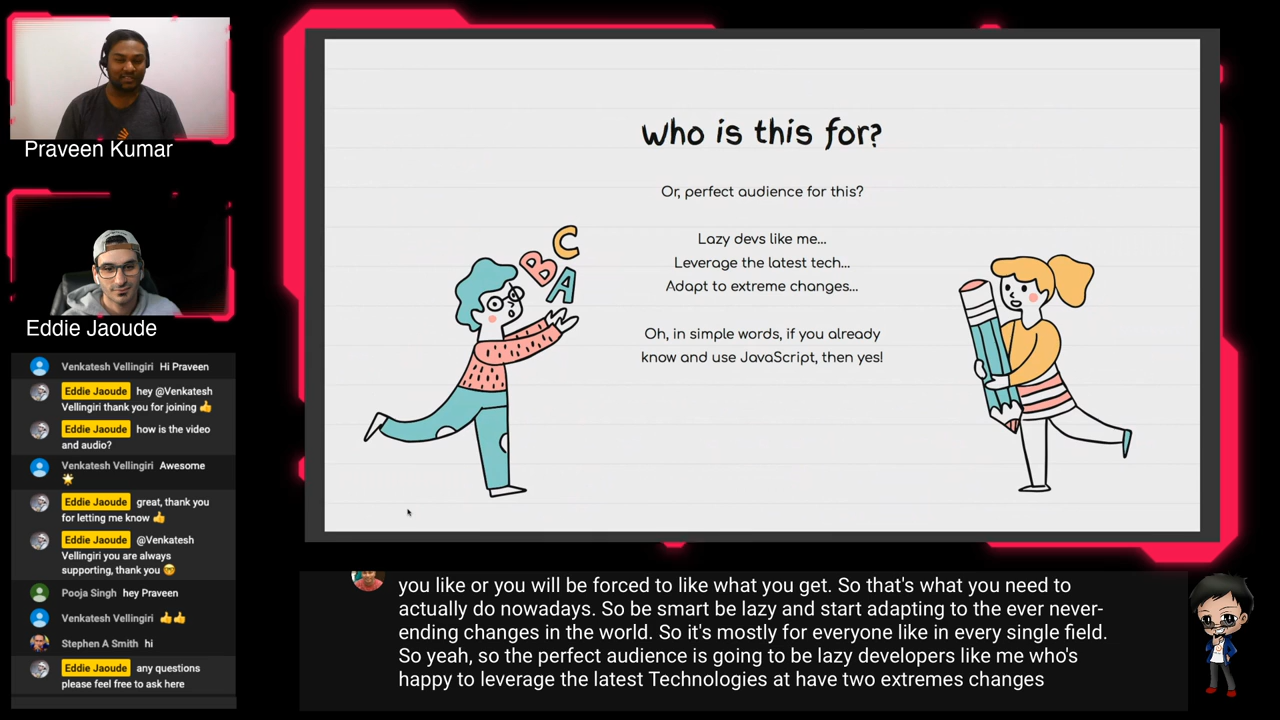 Praveen Kumar
Eddie Jaoude
Venkatesh Vellingiri Hi Praveen
Eddie Jaoude hey @Venkatesh
Vellingiri thank you for joining 👍
Eddie Jaoude how is the video
and audio?
Venkatesh Vellingiri Awesome
🌟
Eddie Jaoude great, thank you
for letting me know 👍
Eddie Jaoude @Venkatesh
Vellingiri you are always
supporting, thank you 🤓
Pooja Singh hey Praveen
Venkatesh Vellingiri 👍👍
Stephen A Smith hi
Eddie Jaoude any questions
please feel free to ask here
Who is this for?
Or, perfect audience for this?
Lazy devs like me...
Leverage the latest tech...
Adapt to extreme changes...
Oh, in simple words, if you already
know and use JavaScript, then yes!
B C A
you like or you will be forced to like what you get. So that's what you need to
actually do nowadays. So be smart be lazy and start adapting to the ever never-
ending changes in the world. So it's mostly for everyone like in every single field.
So yeah, so the perfect audience is going to be lazy developers like me who's
happy to leverage the latest Technologies at have two extremes changes